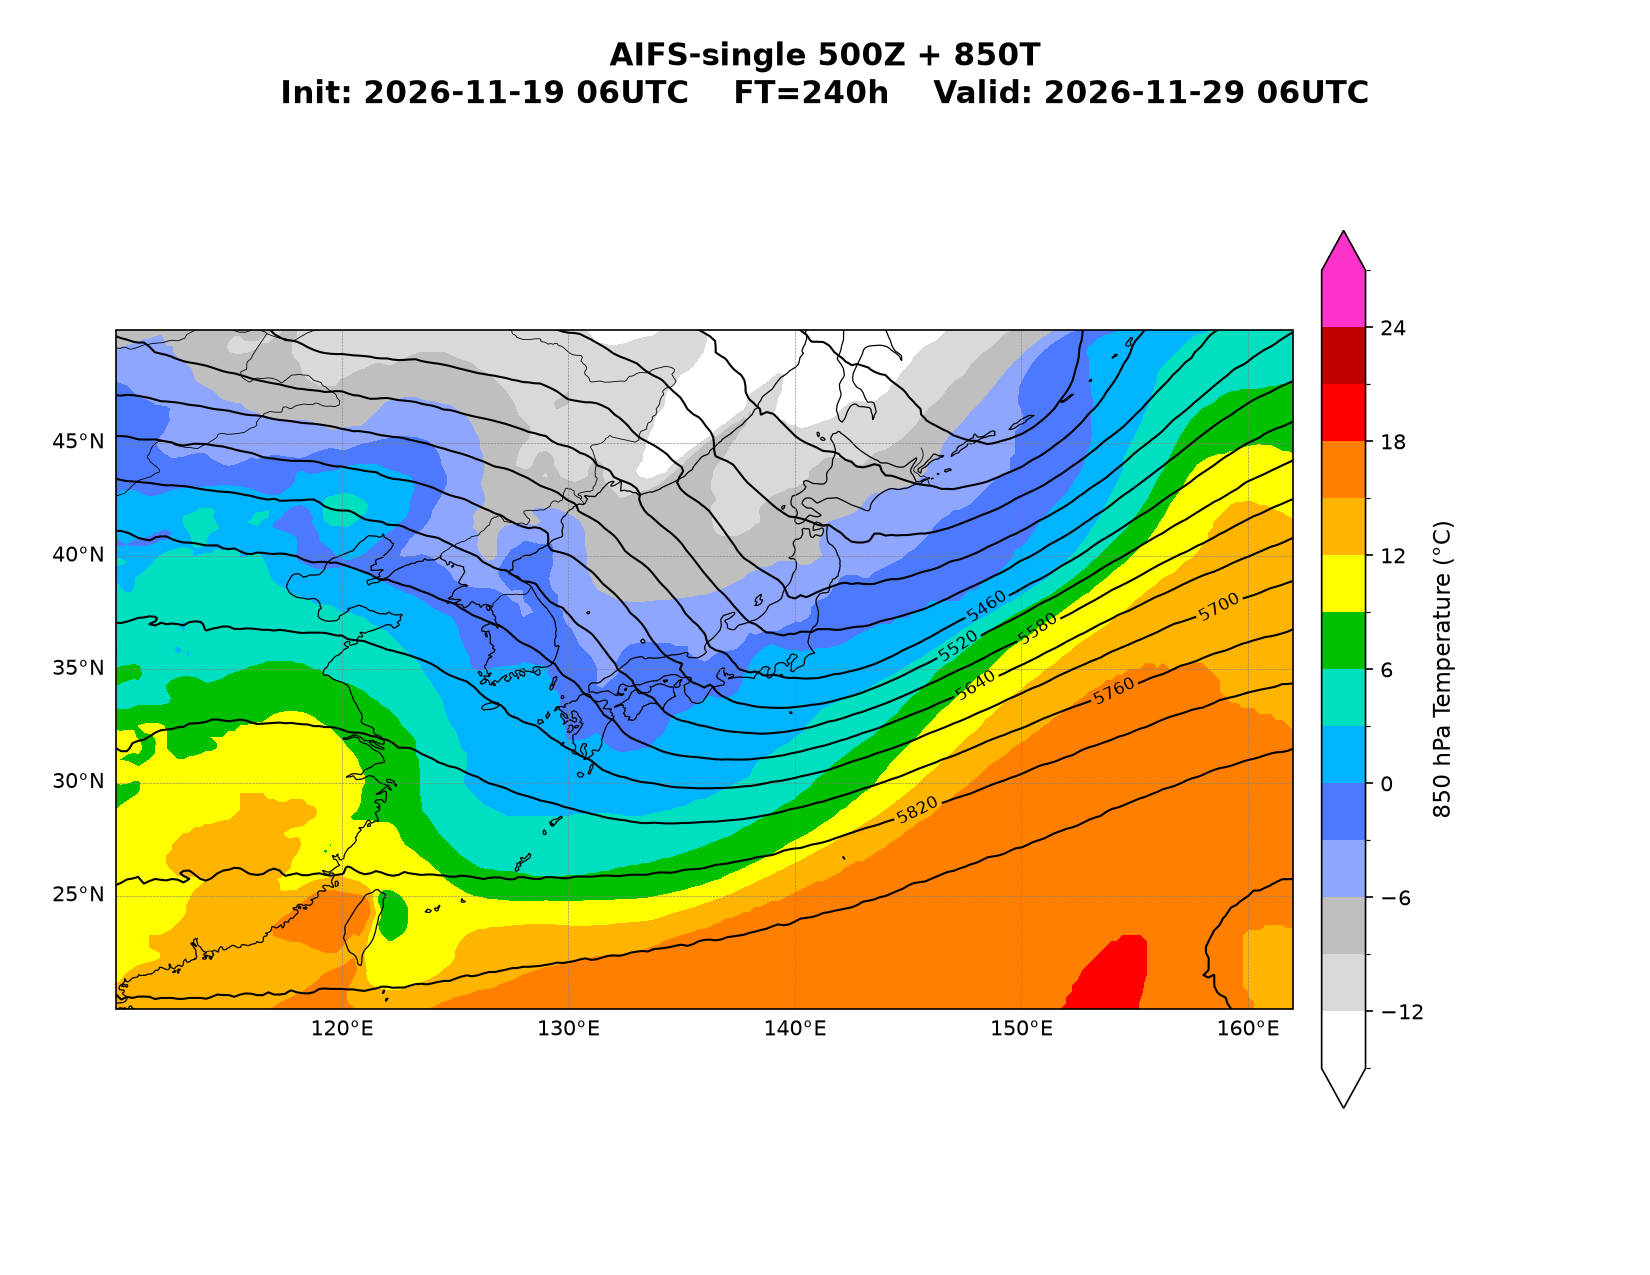 AIFS-single 500Z + 850T
Init: 2026-11-19 06UTC    FT=240h    Valid: 2026-11-29 06UTC
45°N
40°N
35°N
30°N
25°N
120°E
130°E
140°E
150°E
160°E
5460
5520
5580
5640
5700
5760
5820
24
18
12
6
0
−6
−12
850 hPa Temperature (°C)